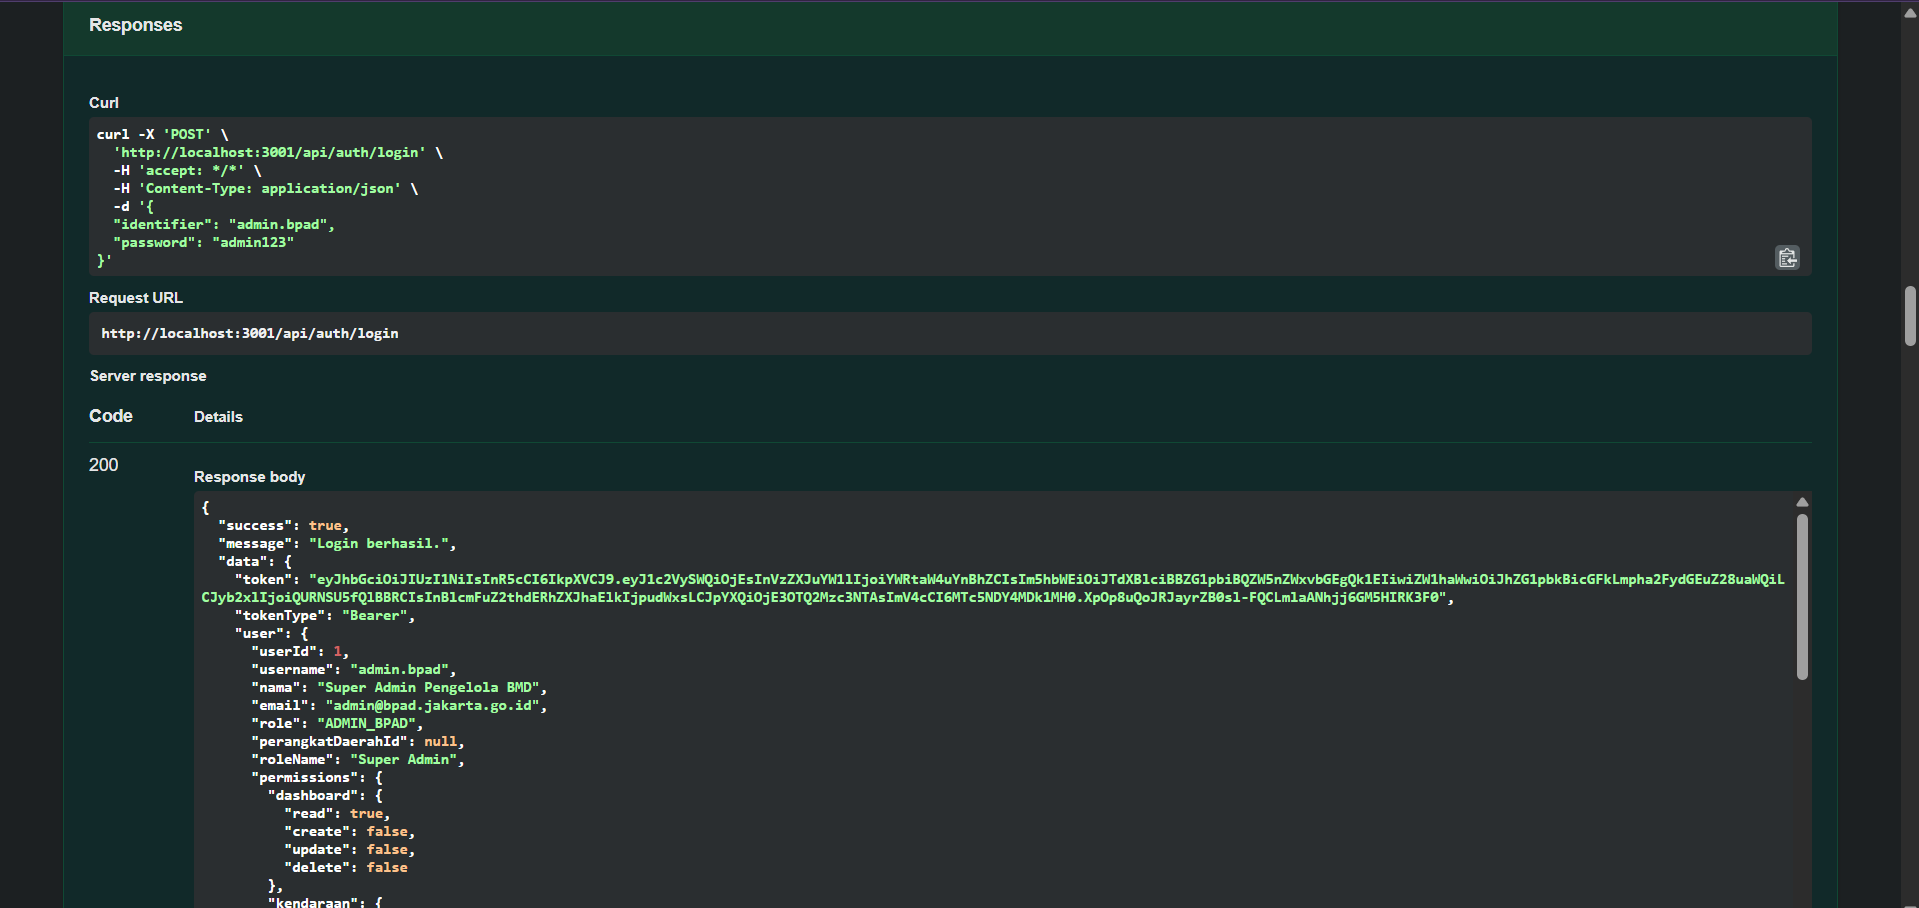 Responses
Curl
curl -X 'POST' \
  'http://localhost:3001/api/auth/login' \
  -H 'accept: */*' \
  -H 'Content-Type: application/json' \
  -d '{
  "identifier": "admin.bpad",
  "password": "admin123"
}'
Request URL
http://localhost:3001/api/auth/login
Server response
Code Details
200
Response body
{
  "success": true,
  "message": "Login berhasil.",
  "data": {
    "token": "eyJhbGciOiJIUzI1NiIsInR5cCI6IkpXVCJ9.eyJ1c2VySWQiOjEsInVzZXJuYW1lIjoiYWRtaW4uYnBhZCIsIm5hbWEiOiJTdXBlciBBZG1pbiBQZW5nZWxvbGEgQk1EIiwiZW1haWwiOiJhZG1pbkBicGFkLmpha2FydGEuZ28uaWQiL
CJyb2xlIjoiQURNSU5fQlBBRCIsInBlcmFuZ2thdERhZXJhaElkIjpudWxsLCJpYXQiOjE3OTQ2Mzc3NTAsImV4cCI6MTc5NDY4MDk1MH0.XpOp8uQoJRJayrZB0sl-FQCLmlaANhjj6GM5HIRK3F0",
    "tokenType": "Bearer",
    "user": {
      "userId": 1,
      "username": "admin.bpad",
      "nama": "Super Admin Pengelola BMD",
      "email": "admin@bpad.jakarta.go.id",
      "role": "ADMIN_BPAD",
      "perangkatDaerahId": null,
      "roleName": "Super Admin",
      "permissions": {
        "dashboard": {
          "read": true,
          "create": false,
          "update": false,
          "delete": false
        },
        "kendaraan": {